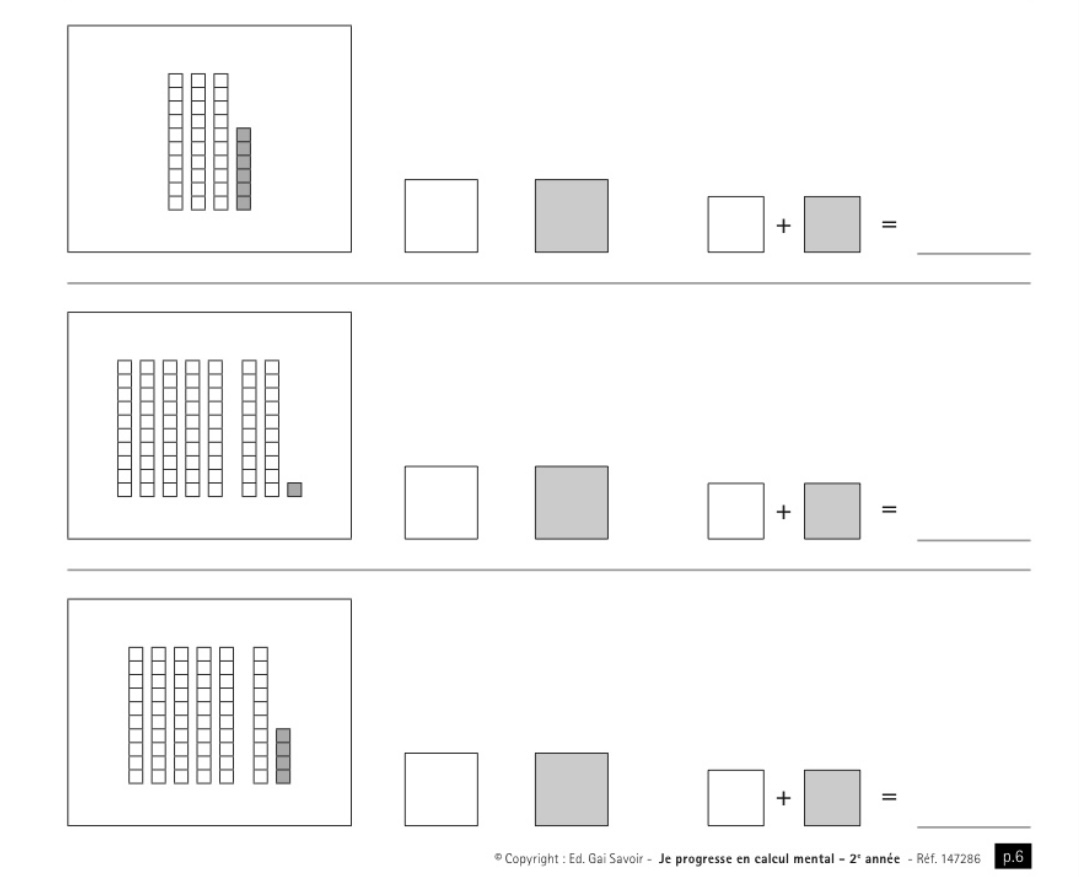 + =
+ =
+ =
© Copyright : Ed. Gai Savoir - Je progresse en calcul mental – 2e année - Réf. 147286 p.6